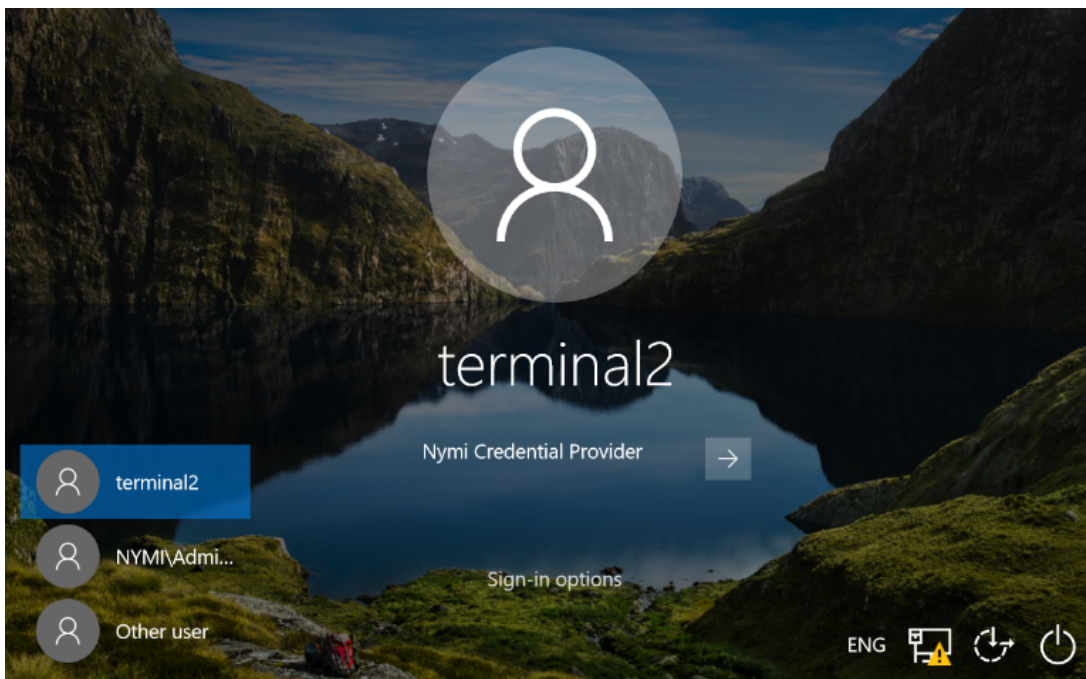 terminal2
Nymi Credential Provider
Sign-in options
terminal2
NYMI\Admi...
Other user
ENG